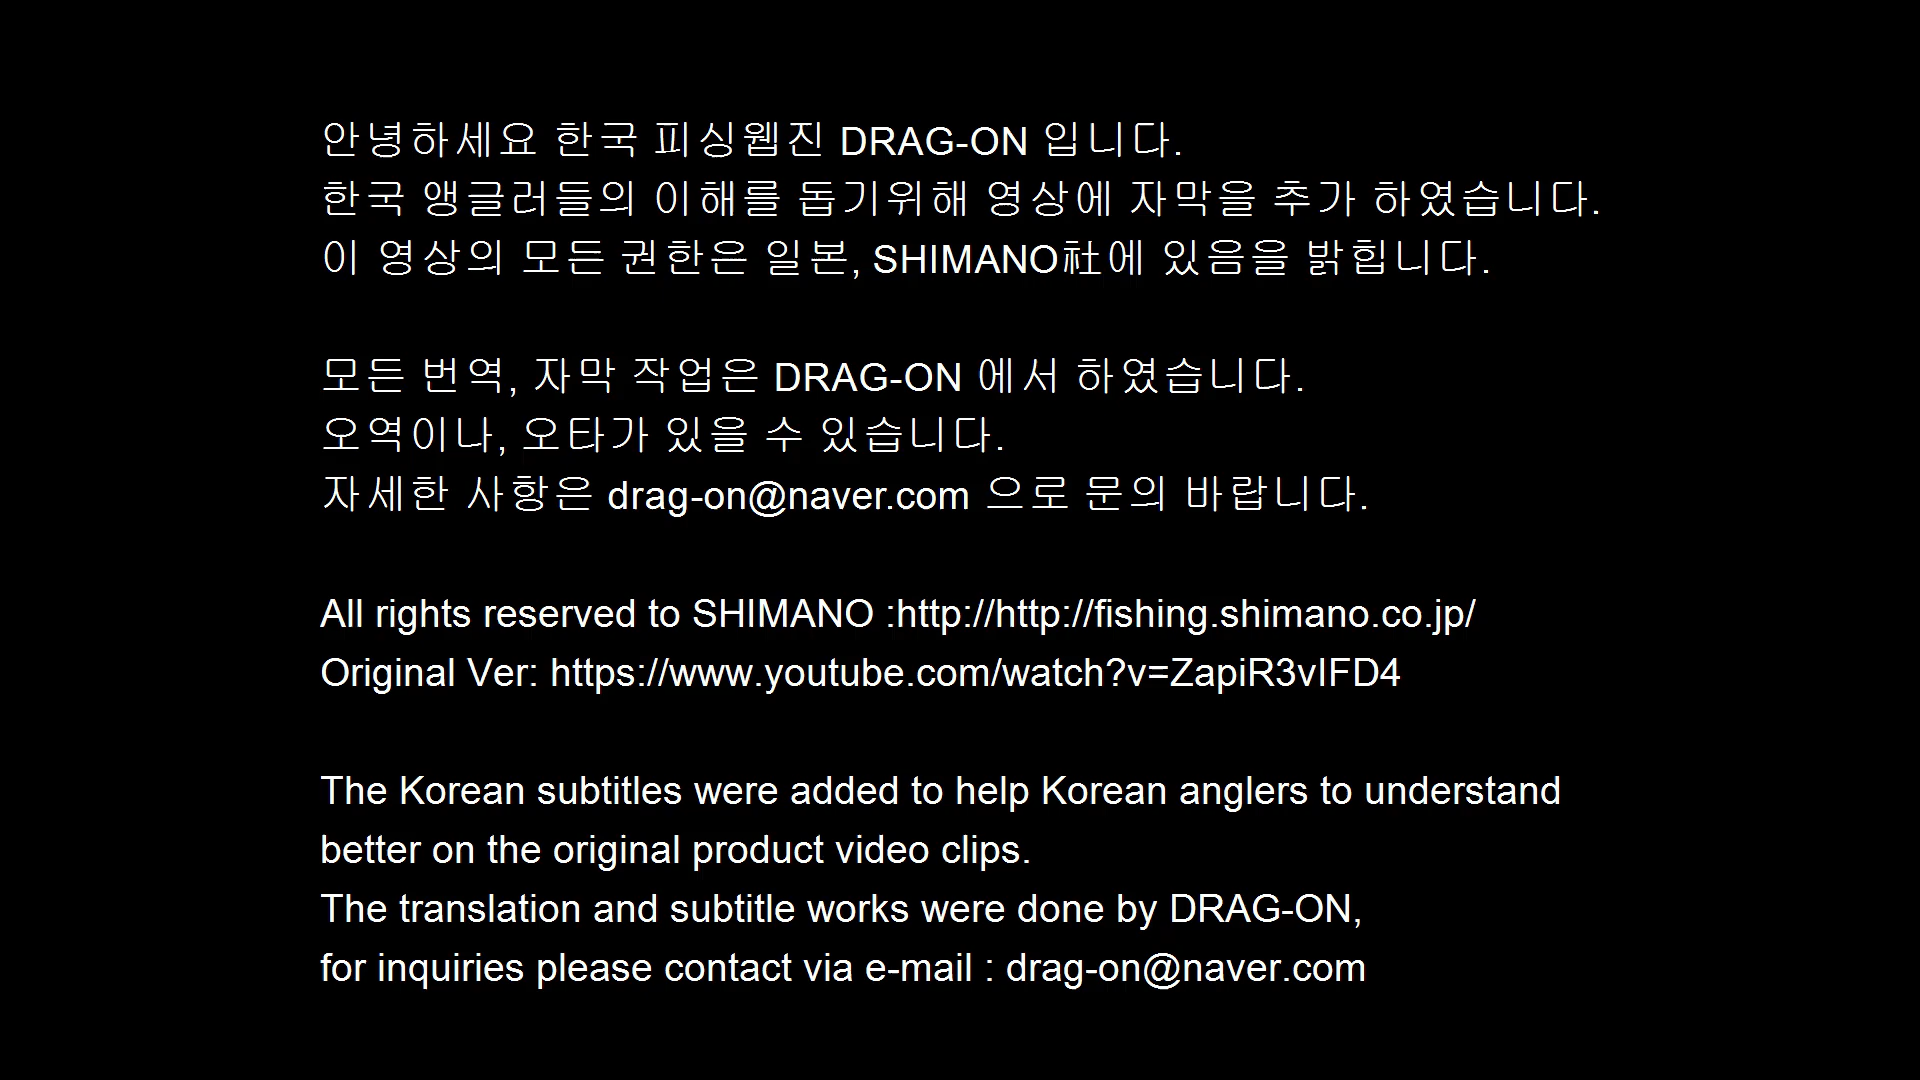 안녕하세요 한국 피싱웹진 DRAG-ON 입니다.
한국 앵글러들의 이해를 돕기위해 영상에 자막을 추가 하였습니다.
이 영상의 모든 권한은 일본, SHIMANO社에 있음을 밝힙니다.
모든 번역, 자막 작업은 DRAG-ON 에서 하였습니다.
오역이나, 오타가 있을 수 있습니다.
자세한 사항은 drag-on@naver.com 으로 문의 바랍니다.
All rights reserved to SHIMANO :http://http://fishing.shimano.co.jp/
Original Ver: https://www.youtube.com/watch?v=ZapiR3vIFD4
The Korean subtitles were added to help Korean anglers to understand
better on the original product video clips.
The translation and subtitle works were done by DRAG-ON,
for inquiries please contact via e-mail : drag-on@naver.com